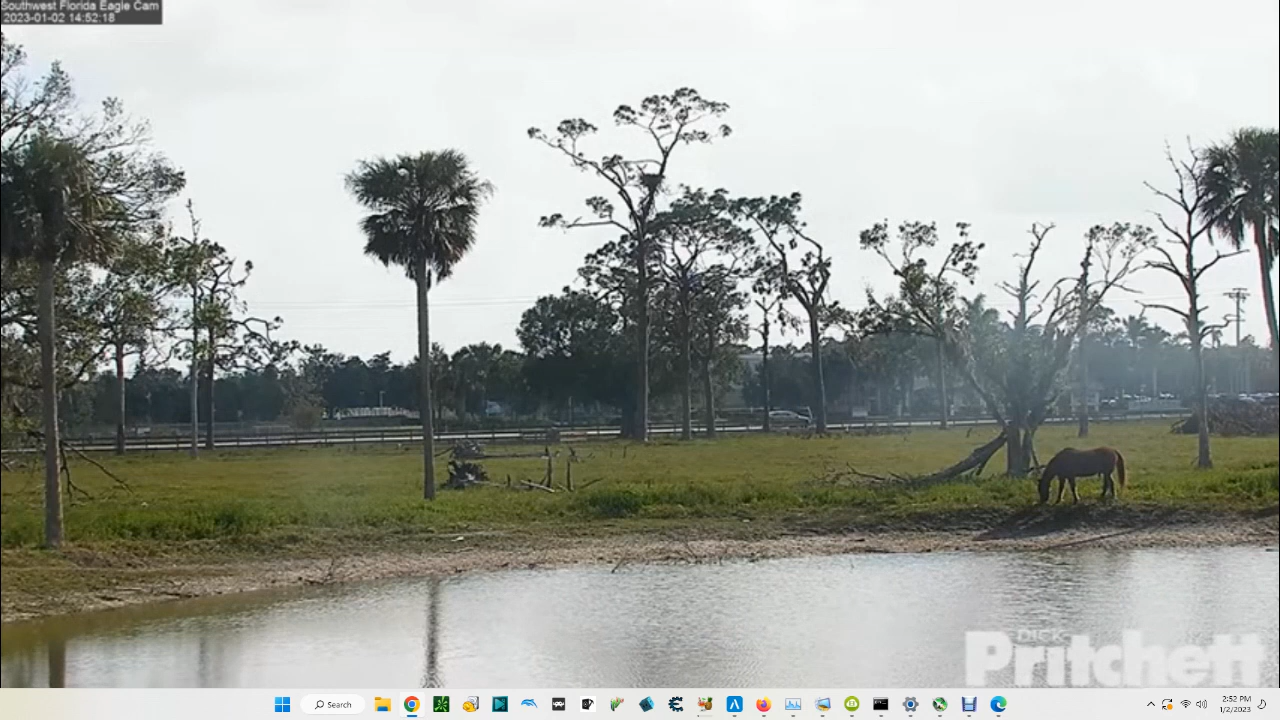 Southwest Florida Eagle Cam
2023-01-02 14:52:18
DICK
Pritchett
Search
2:52 PM
1/2/2023